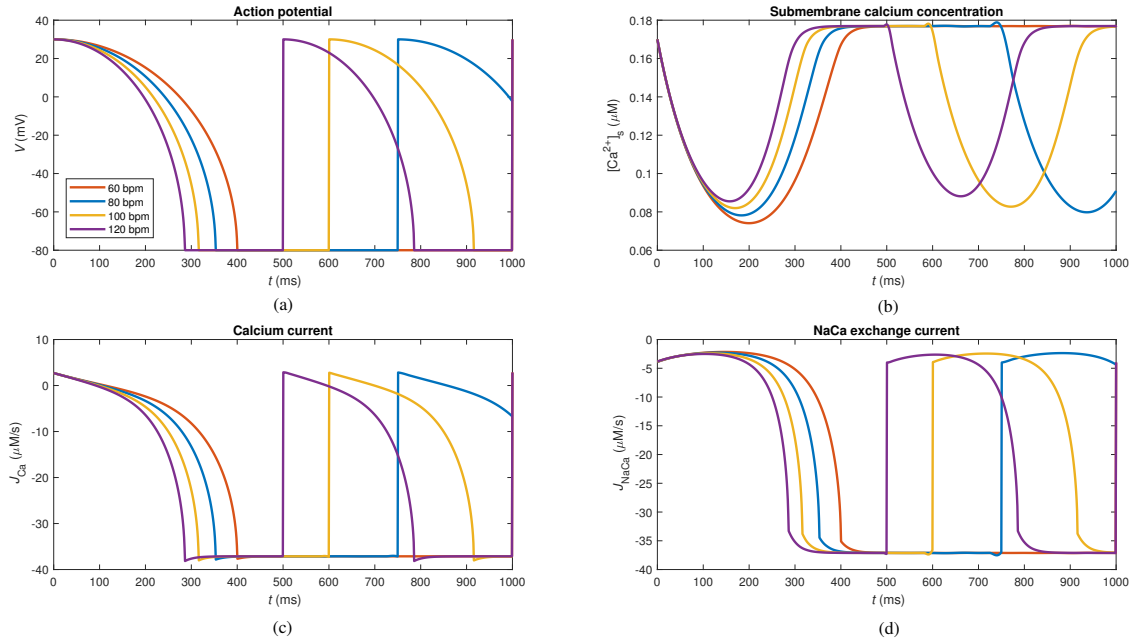 Action potential
V (mV)
40
20
0
-20
-40
-60
-80
60 bpm
80 bpm
100 bpm
120 bpm
0 100 200 300 400 500 600 700 800 900 1000
t (ms)
(a)
Submembrane calcium concentration
[Ca2+]s (μM)
0.18
0.16
0.14
0.12
0.1
0.08
0.06
0 100 200 300 400 500 600 700 800 900 1000
t (ms)
(b)
Calcium current
JCa (μM/s)
10
0
-10
-20
-30
-40
0 100 200 300 400 500 600 700 800 900 1000
t (ms)
(c)
NaCa exchange current
JNaCa (μM/s)
0
-5
-10
-15
-20
-25
-30
-35
-40
0 100 200 300 400 500 600 700 800 900 1000
t (ms)
(d)